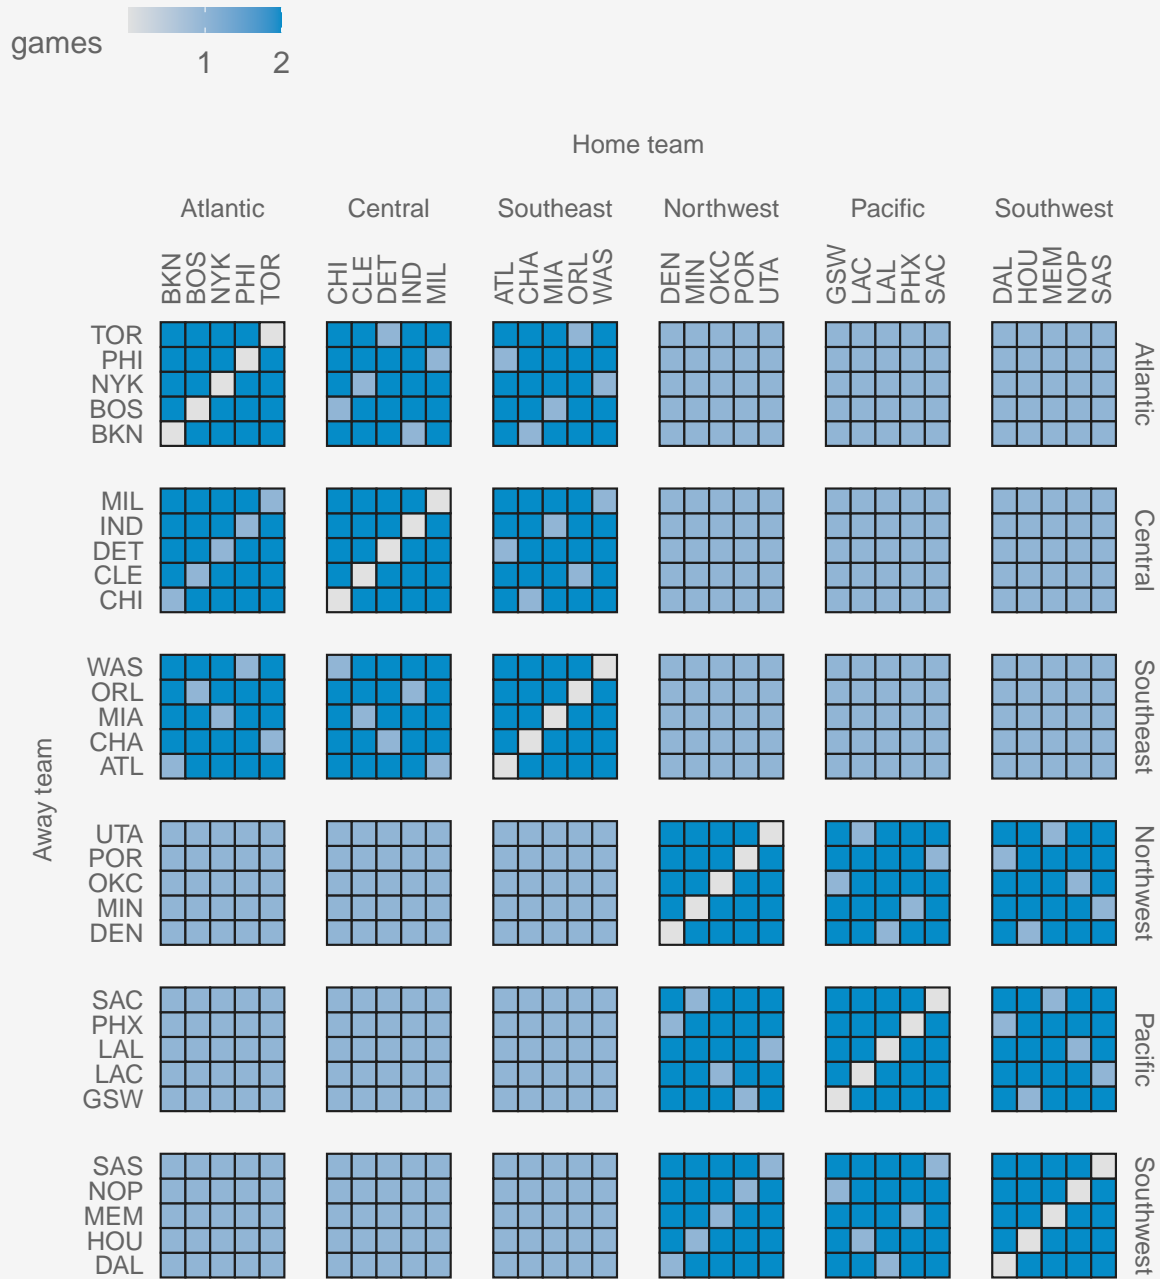 games
1 2
Home team
Atlantic Central Southeast Northwest Pacific Southwest
BKN BOS NYK PHI TOR CHI CLE DET IND MIL ATL CHA MIA ORL WAS DEN MIN OKC POR UTA GSW LAC LAL PHX SAC DAL HOU MEM NOP SAS
TOR
PHI
NYK
BOS
BKN
Atlantic
MIL
IND
DET
CLE
CHI
Central
WAS
ORL
MIA
CHA
ATL
Southeast
Away team
UTA
POR
OKC
MIN
DEN
Northwest
SAC
PHX
LAL
LAC
GSW
Pacific
SAS
NOP
MEM
HOU
DAL
Southwest